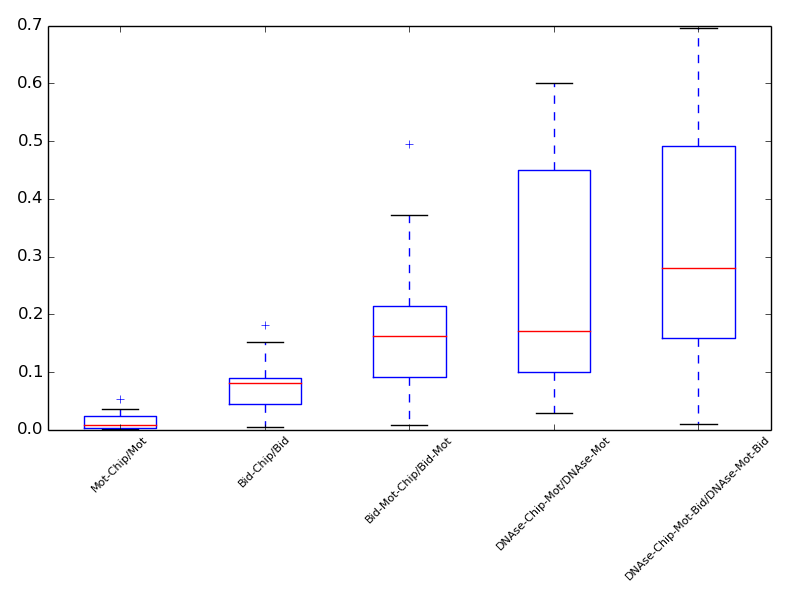 0.7
0.6
0.5
0.4
0.3
0.2
0.1
0.0
Mot-Chip/Mot
Bid-Chip/Bid
Bid-Mot-Chip/Bid-Mot
DNAse-Chip-Mot/DNAse-Mot
DNAse-Chip-Mot-Bid/DNAse-Mot-Bid